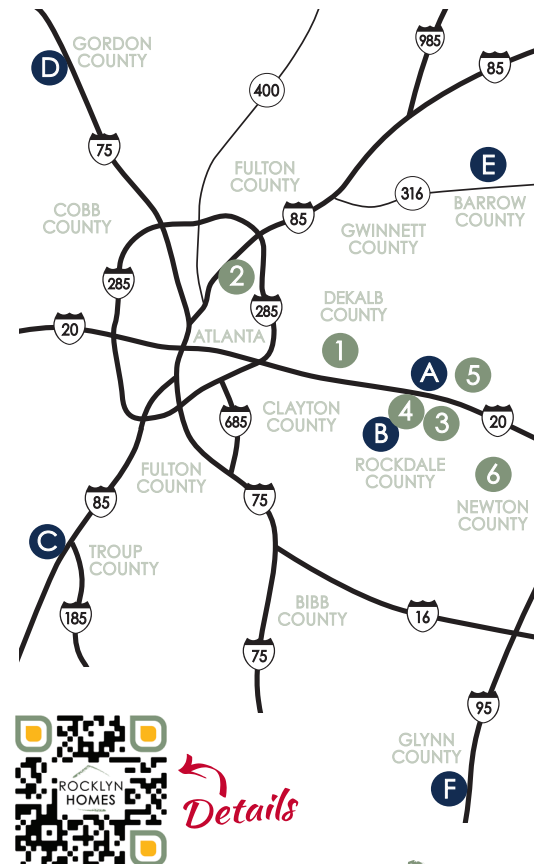 985
GORDON
COUNTY
D
85
400
75
FULTON
COUNTY
E
316
BARROW
COUNTY
COBB
COUNTY
85
GWINNETT
COUNTY
2
285
DEKALB
COUNTY
285
20
ATLANTA
1
A
5
CLAYTON
COUNTY
4
3
20
685
B
ROCKDALE
COUNTY
6
FULTON
COUNTY
85
75
NEWTON
COUNTY
C
TROUP
COUNTY
BIBB
COUNTY
185
16
75
95
GLYNN
COUNTY
F
ROCKLYN
HOMES
Details